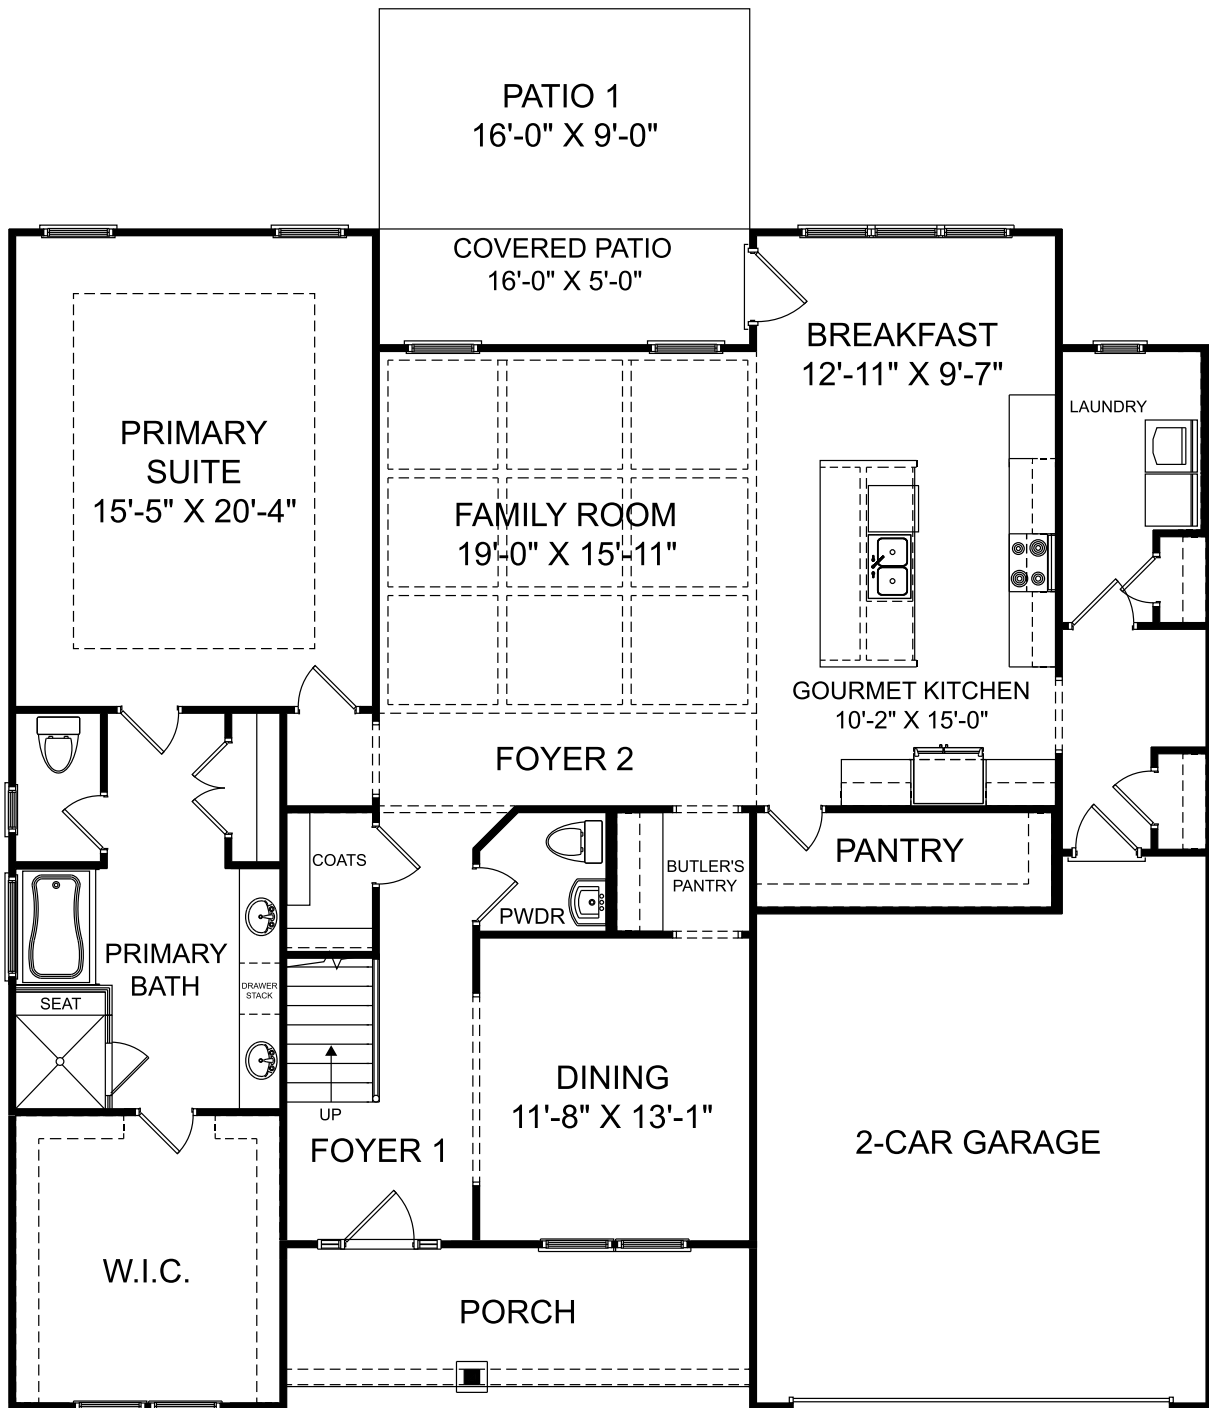 PATIO 1
16'-0" X 9'-0"
COVERED PATIO
16'-0" X 5'-0"
BREAKFAST
12'-11" X 9'-7"
LAUNDRY
PRIMARY
SUITE
15'-5" X 20'-4"
FAMILY ROOM
19'-0" X 15'-11"
GOURMET KITCHEN
10'-2" X 15'-0"
FOYER 2
COATS
BUTLER'S
PANTRY
PANTRY
PWDR
PRIMARY
BATH
DRAWER
STACK
SEAT
UP
FOYER 1
DINING
11'-8" X 13'-1"
2-CAR GARAGE
W.I.C.
PORCH